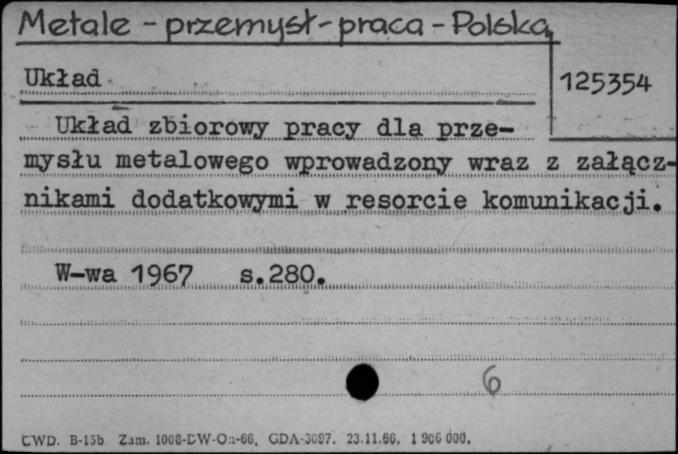 Metale - przemysł - praca - Polska
Układ
125354
Układ zbiorowy pracy dla prze-
mysłu metalowego wprowadzony wraz z załącz-
nikami dodatkowymi w resorcie komunikacji.
W-wa 1967 s.280.
6
CWD. B-15b Zam. 1008-DW-On-66, GDA-3097. 23.11.66. 1 906 000.